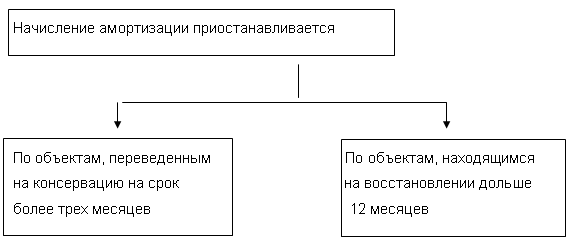 Начисление амортизации приостанавливается
По объектам, переведенным
на консервацию на срок
более трех месяцев
По объектам, находящимся
на восстановлении дольше
12 месяцев